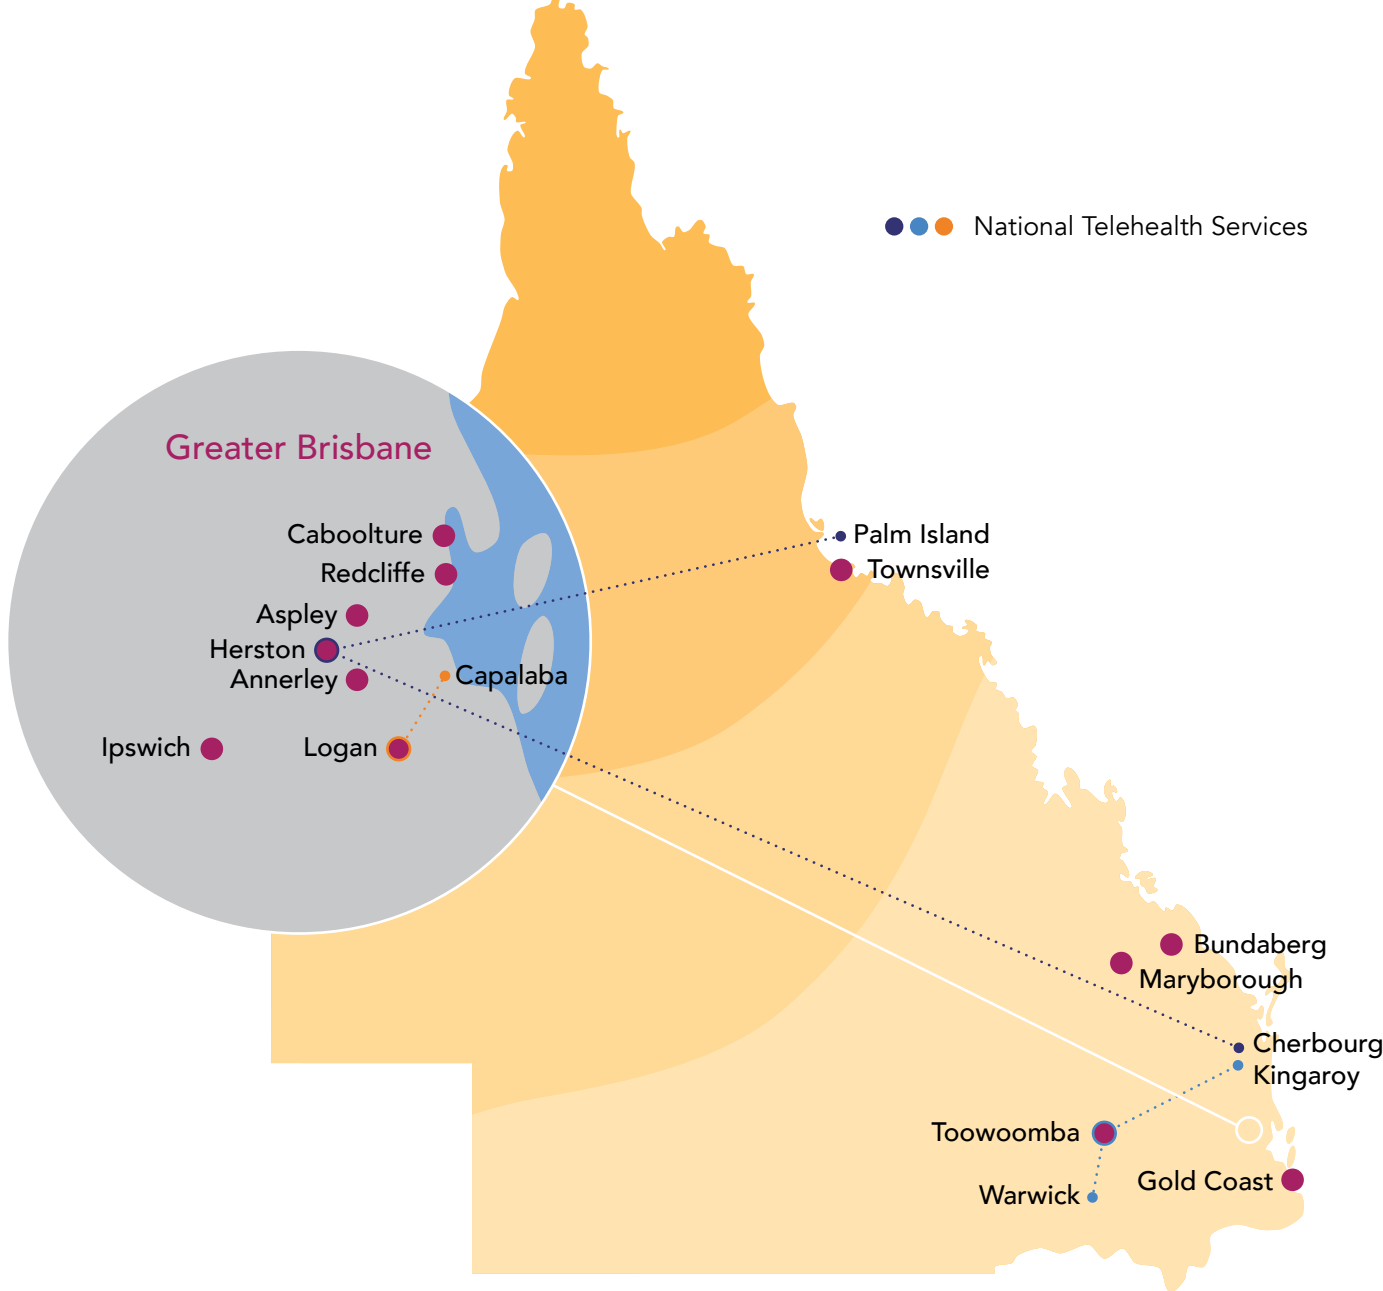 National Telehealth Services
Greater Brisbane
Caboolture
Redcliffe
Aspley
Herston
Annerley
Capalaba
Ipswich
Logan
Palm Island
Townsville
Bundaberg
Maryborough
Cherbourg
Kingaroy
Toowoomba
Warwick
Gold Coast